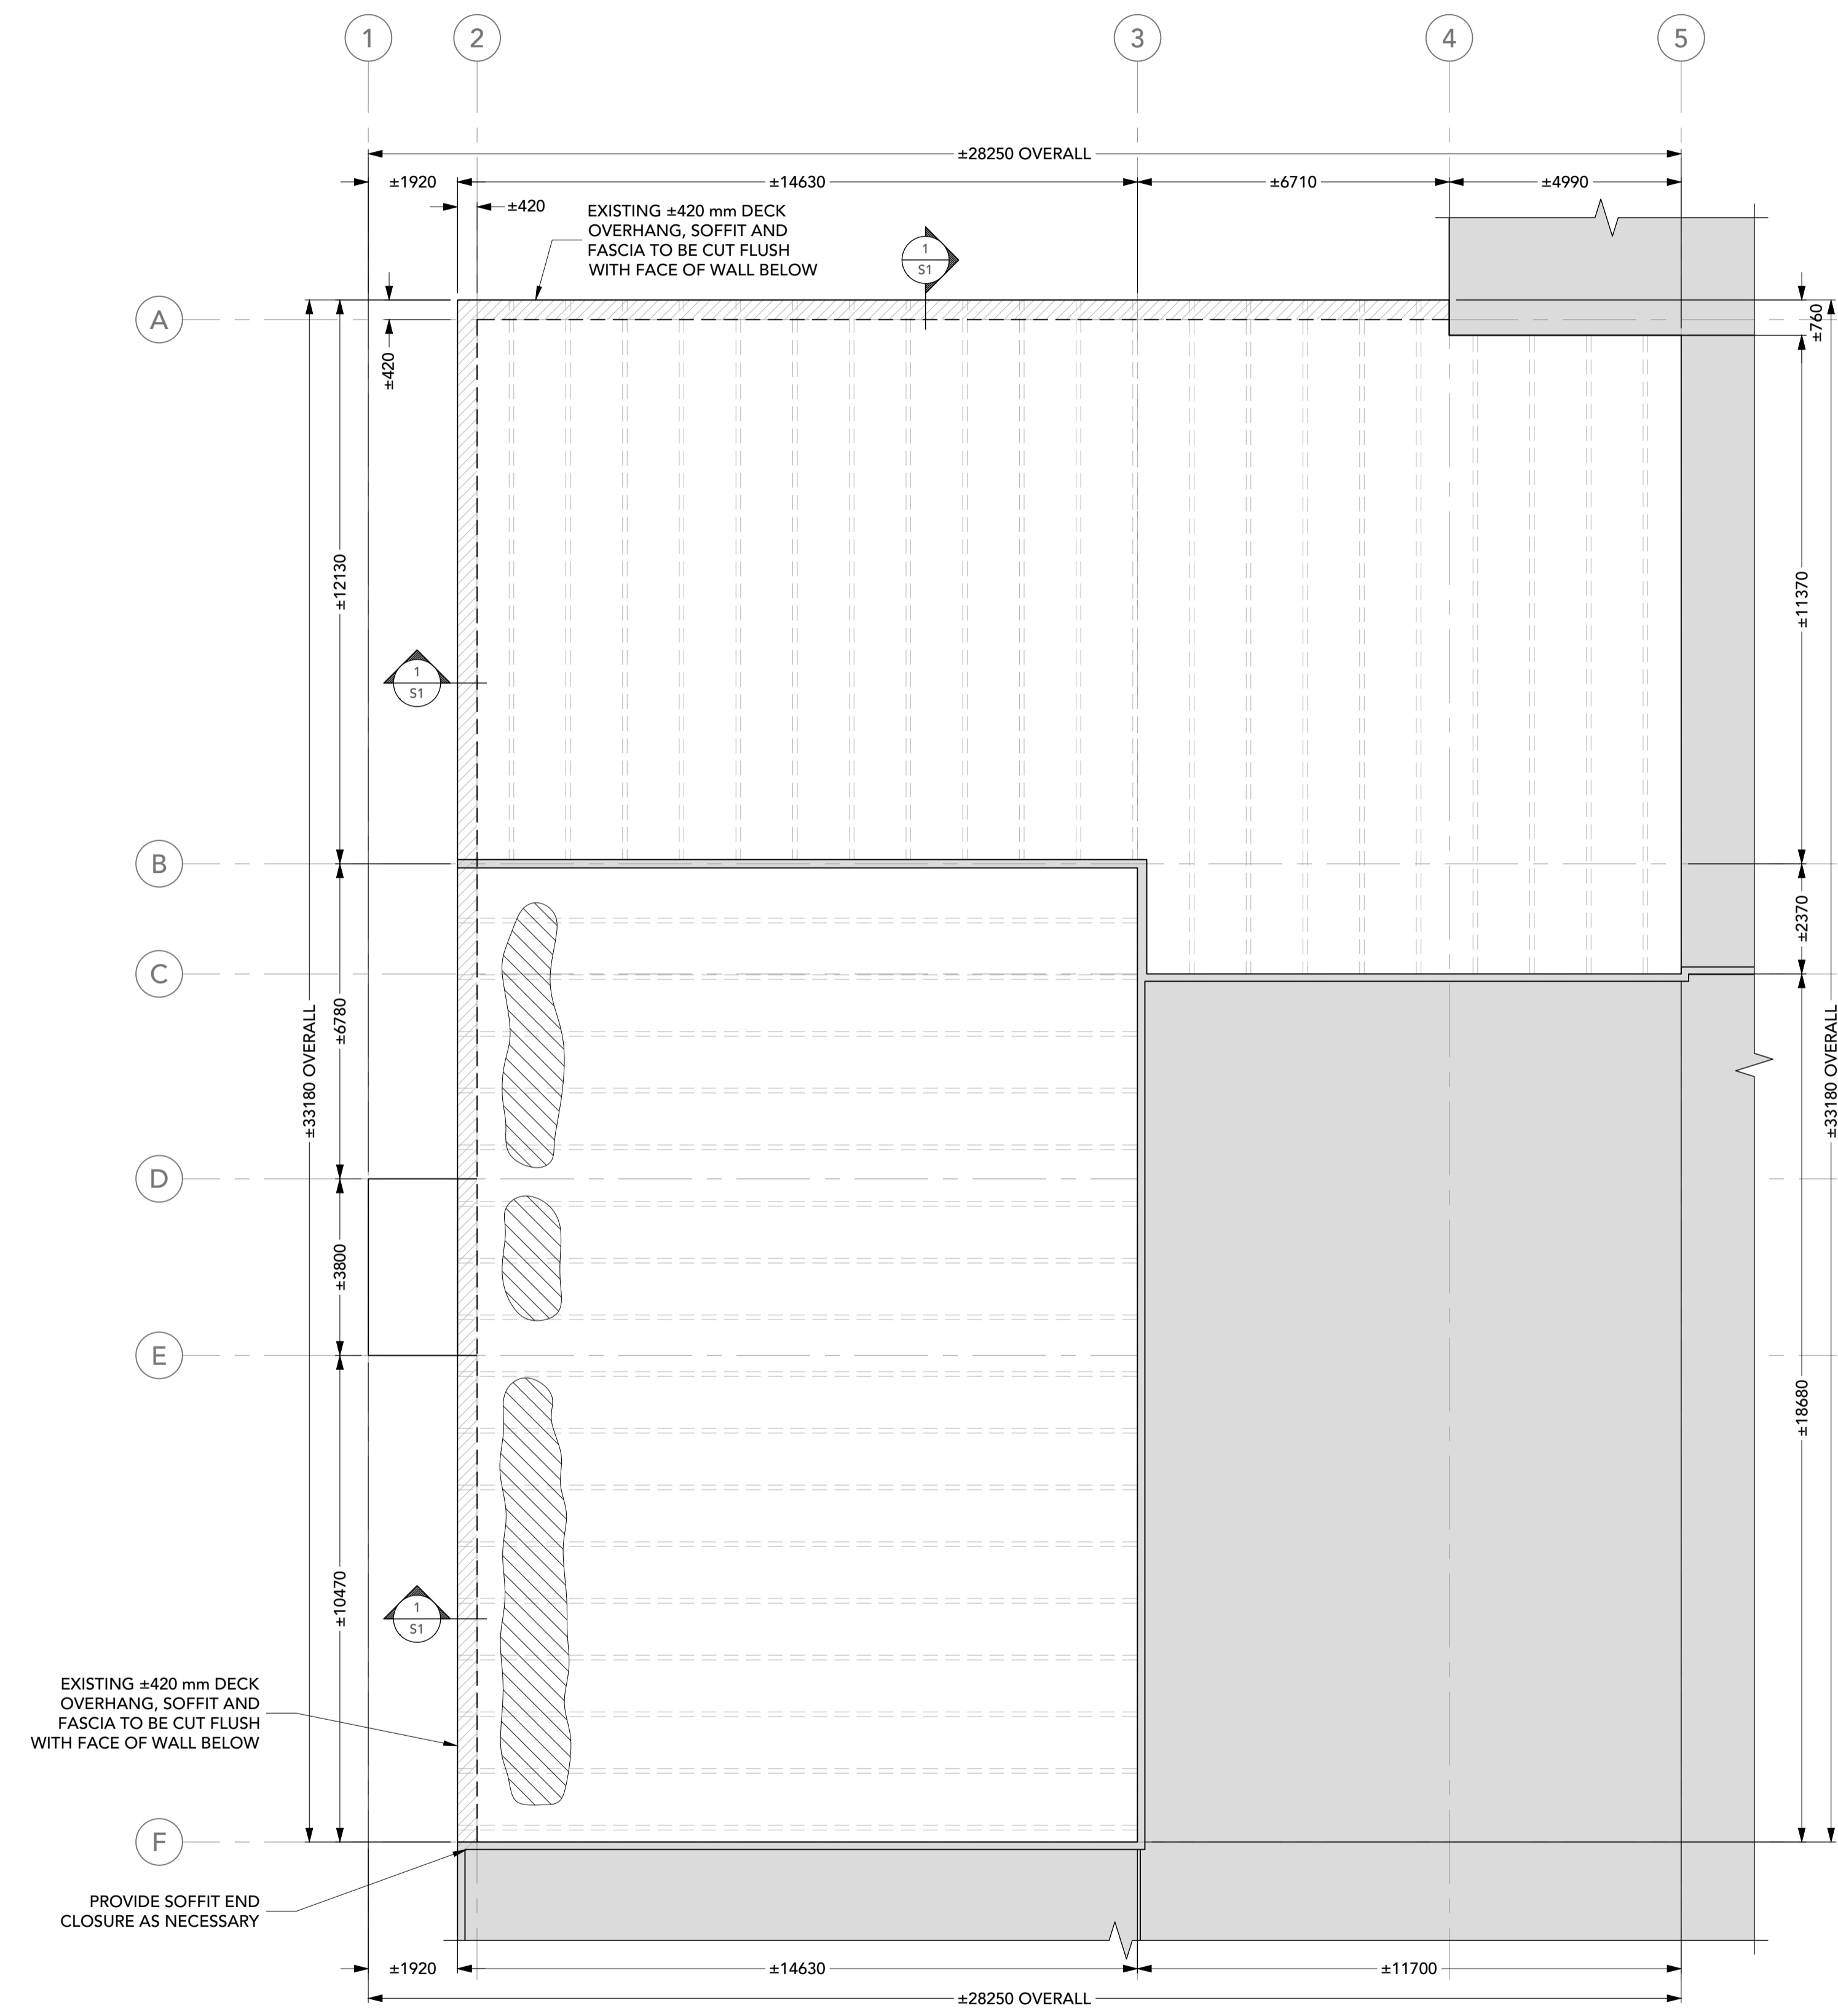 1
2
3
4
5
±28250 OVERALL
±1920
±14630
±6710
±4990
±420
EXISTING ±420 mm DECK
OVERHANG, SOFFIT AND
FASCIA TO BE CUT FLUSH
WITH FACE OF WALL BELOW
1
S1
A
±420
±760
±12130
±11370
1
S1
B
±2370
C
±6780
±33180 OVERALL
±33180 OVERALL
D
±3800
E
±18680
±10470
1
S1
EXISTING ±420 mm DECK
OVERHANG, SOFFIT AND
FASCIA TO BE CUT FLUSH
WITH FACE OF WALL BELOW
F
PROVIDE SOFFIT END
CLOSURE AS NECESSARY
±1920
±14630
±11700
±28250 OVERALL